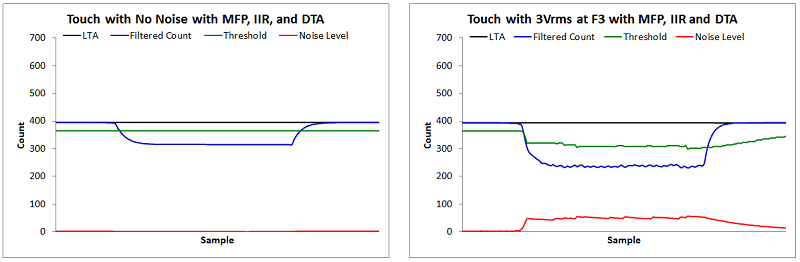 Touch with No Noise with MFP, IIR, and DTA
700
LTA Filtered Count Threshold Noise Level
600
500
400
300
200
100
0
Count
Sample
Touch with 3Vrms at F3 with MFP, IIR and DTA
700
LTA Filtered Count Threshold Noise Level
600
500
400
300
200
100
0
Count
Sample